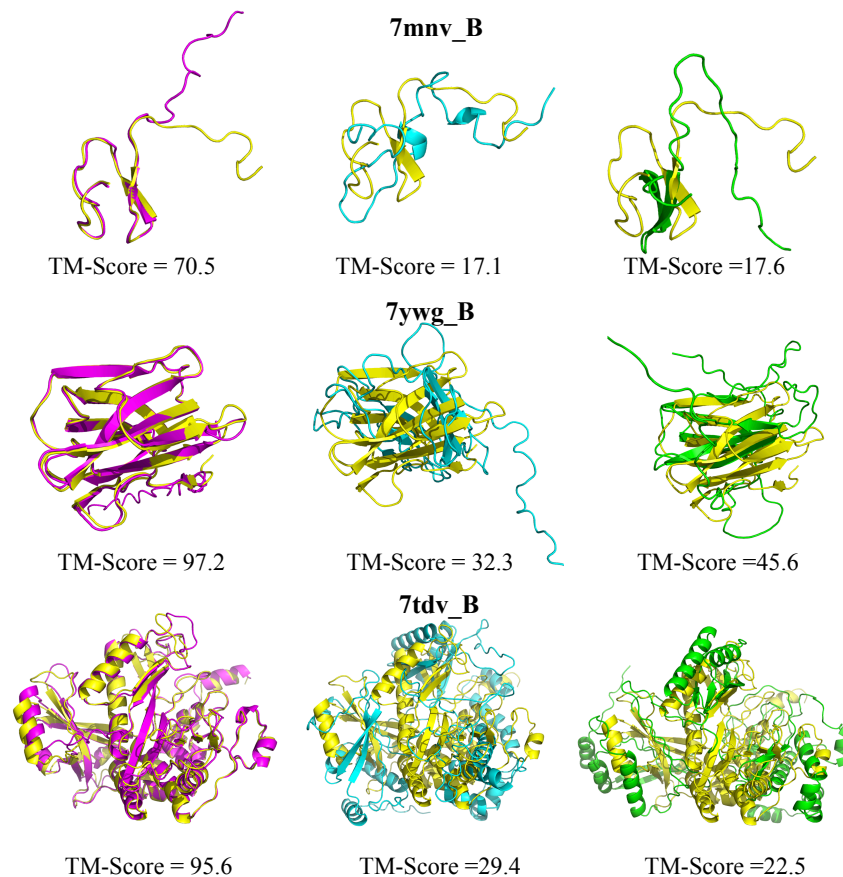 7mnv_B
TM-Score = 70.5
TM-Score = 17.1
TM-Score =17.6
7ywg_B
TM-Score = 97.2
TM-Score = 32.3
TM-Score =45.6
7tdv_B
TM-Score = 95.6
TM-Score =29.4
TM-Score =22.5